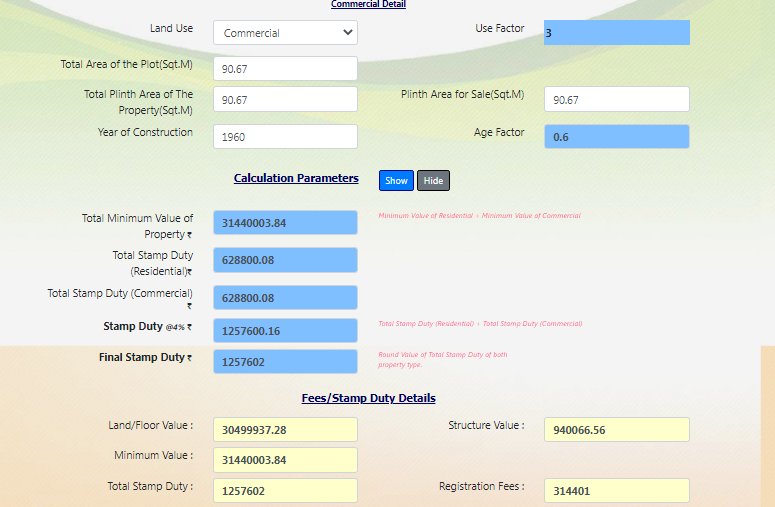 Commercial Detail
Land Use Commercial Use Factor 3
Total Area of the Plot(Sqt.M) 90.67
Total Plinth Area of The
Property(Sqt.M) 90.67 Plinth Area for Sale(Sqt.M) 90.67
Year of Construction 1960 Age Factor 0.6
Calculation Parameters Show Hide
Total Minimum Value of
Property ₹ 31440003.84 Minimum Value of Residential + Minimum Value of Commercial
Total Stamp Duty
(Residential)₹ 628800.08
Total Stamp Duty (Commercial)
₹ 628800.08
Stamp Duty @4% ₹ 1257600.16 Total Stamp Duty (Residential) + Total Stamp Duty (Commercial)
Final Stamp Duty ₹ 1257602 Round Value of Total Stamp Duty of both
property type.
Fees/Stamp Duty Details
Land/Floor Value : 30499937.28 Structure Value : 940066.56
Minimum Value : 31440003.84
Total Stamp Duty : 1257602 Registration Fees : 314401